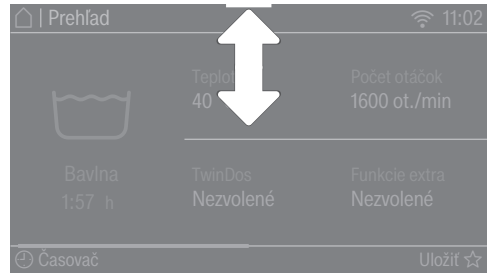 | Prehľad
11:02
Počet otáčok
40
1600 ot./min
Bavlna
1:57 h
TwinDos
Nezvolené
Funkcie extra
Nezvolené
Časovač
Uložiť